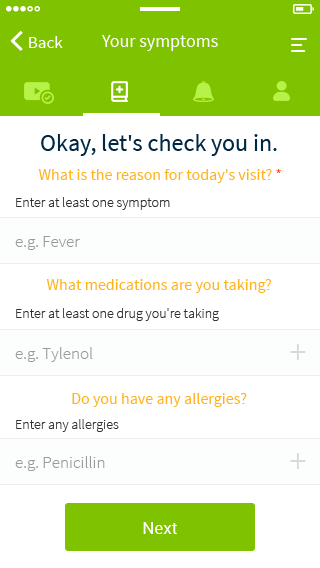 Back
Your symptoms
Okay, let's check you in.
What is the reason for today's visit? *
Enter at least one symptom
e.g. Fever
What medications are you taking?
Enter at least one drug you're taking
e.g. Tylenol
Do you have any allergies?
Enter any allergies
e.g. Penicillin
Next